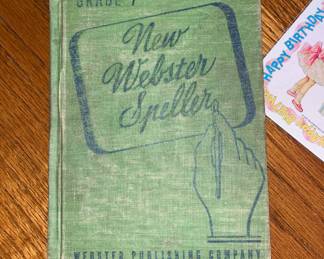 GRADE 7
New
Webster
Speller
WEBSTER PUBLISHING COMPANY
HAPPY BIRTHDAY